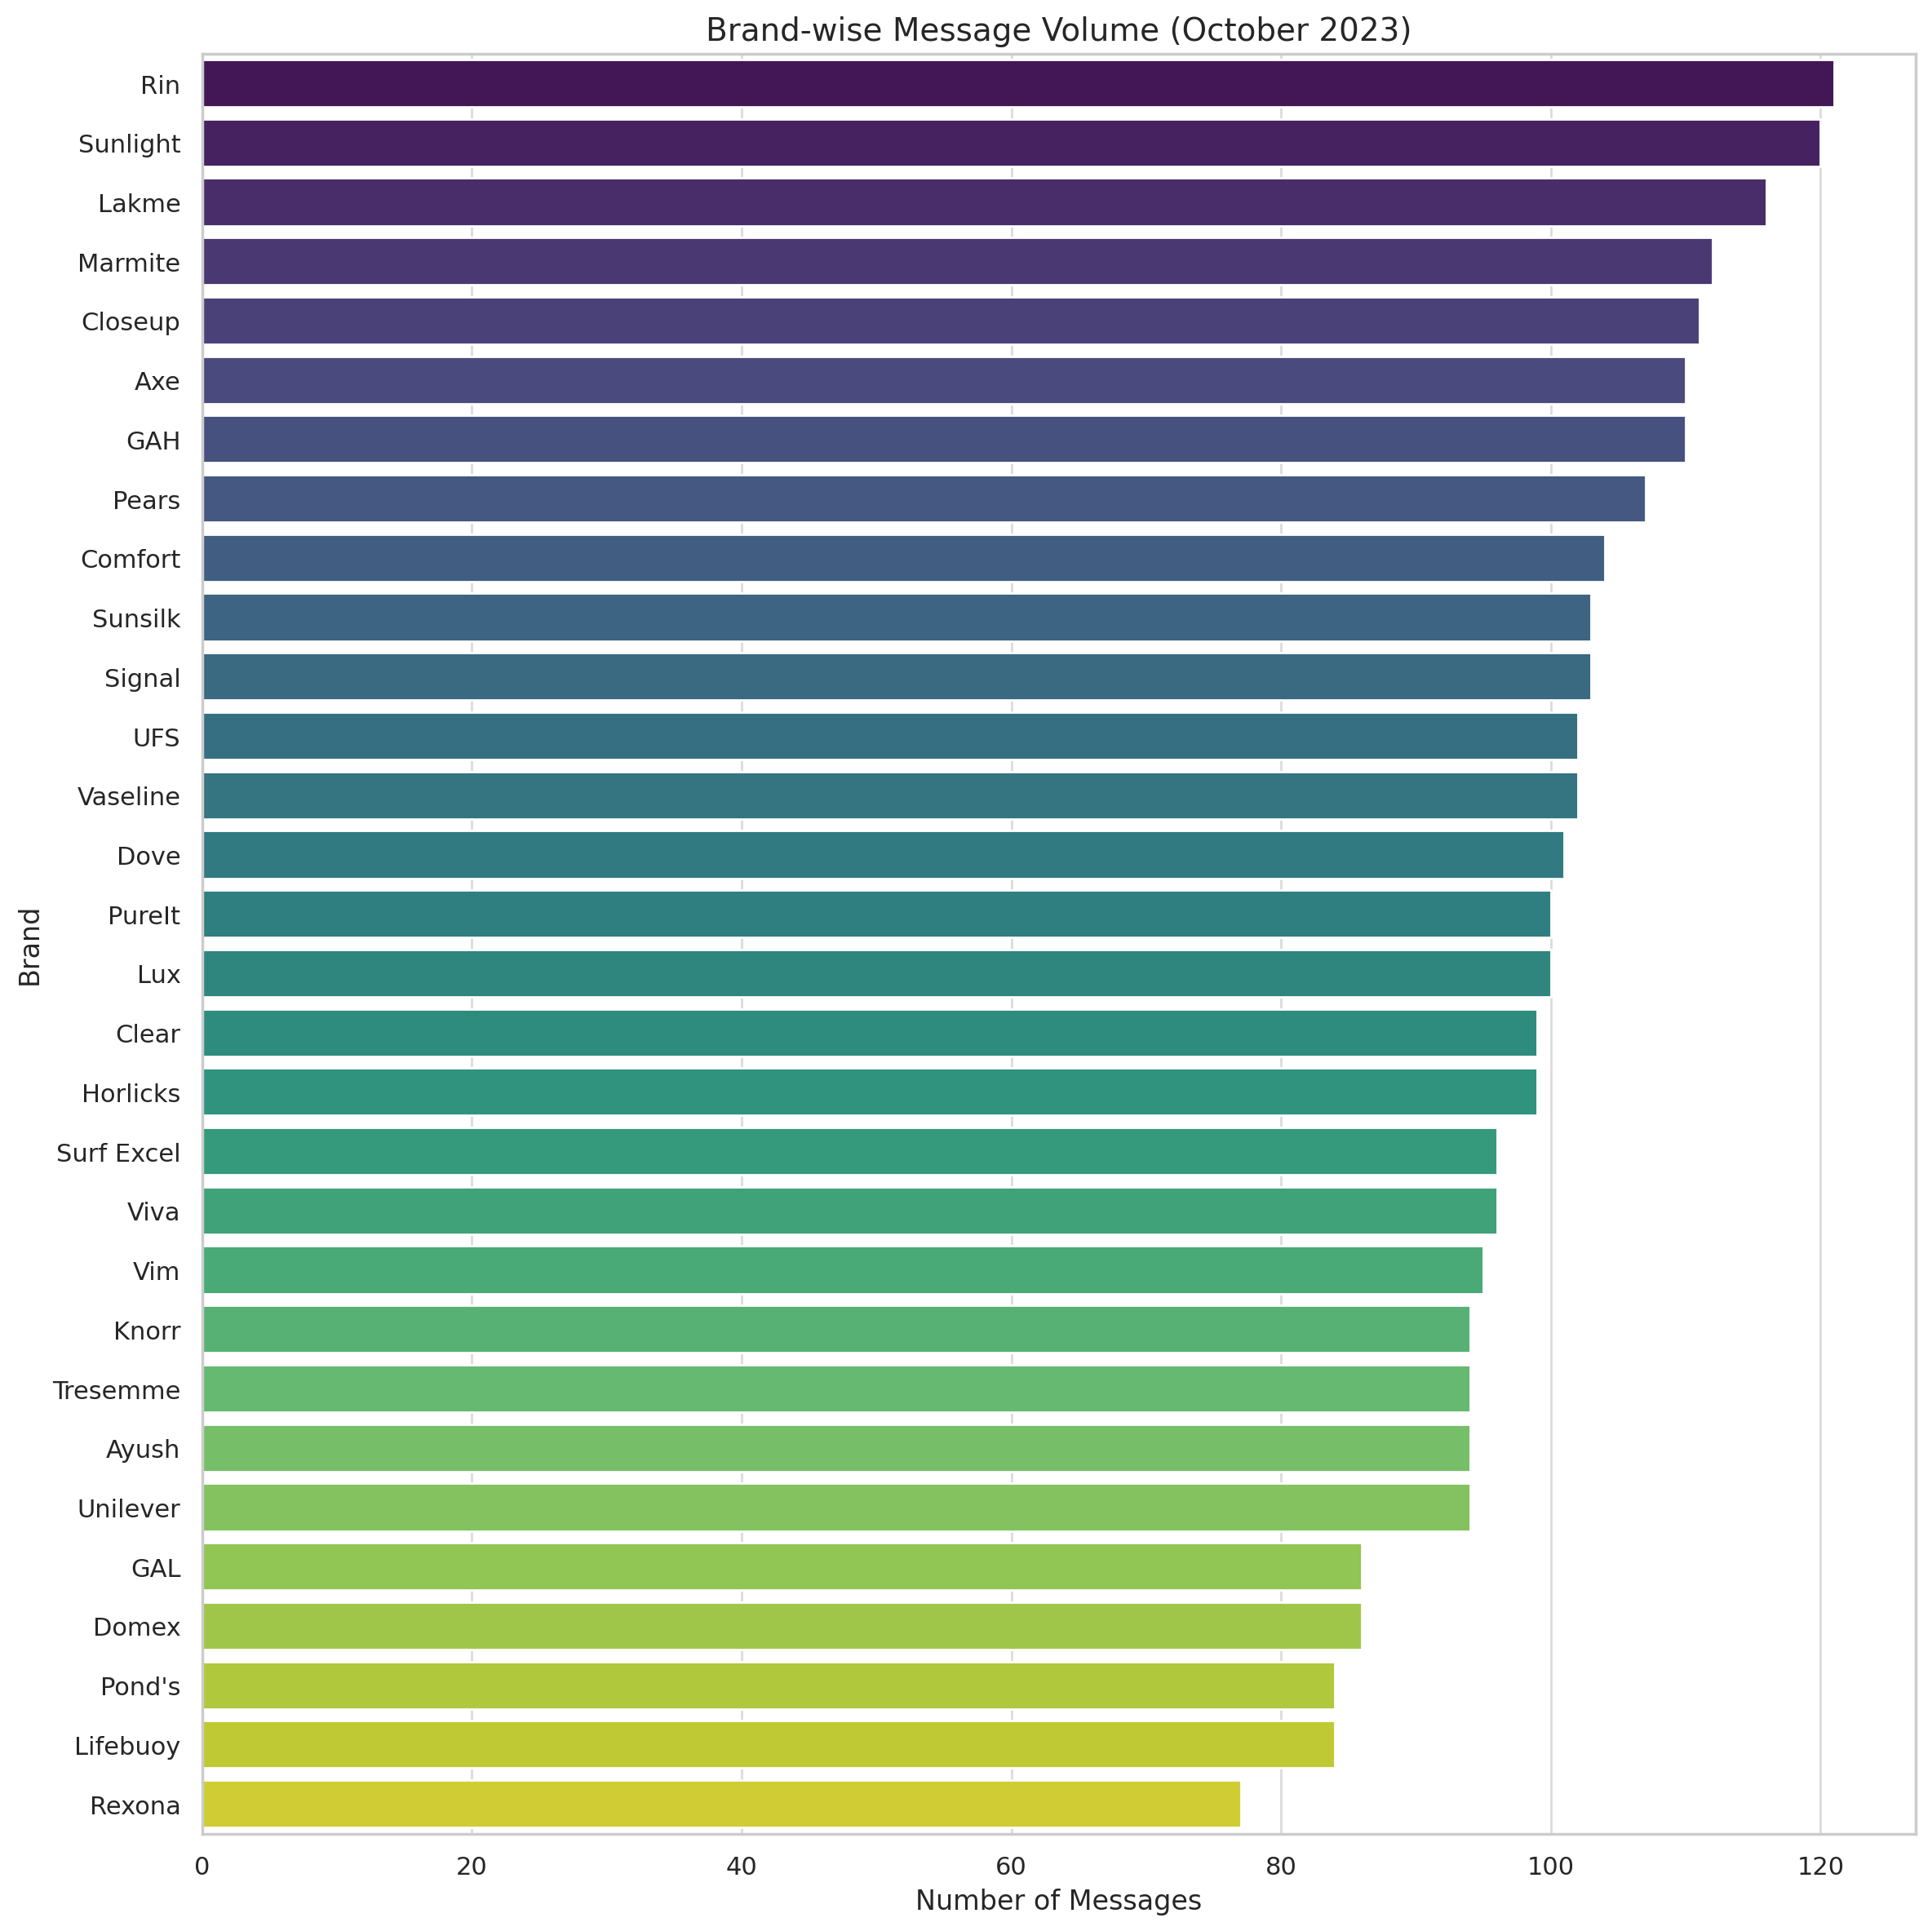 Brand-wise Message Volume (October 2023)
Rin
Sunlight
Lakme
Marmite
Closeup
Axe
GAH
Pears
Comfort
Sunsilk
Signal
UFS
Vaseline
Dove
PureIt
Lux
Clear
Horlicks
Surf Excel
Viva
Vim
Knorr
Tresemme
Ayush
Unilever
GAL
Domex
Pond's
Lifebuoy
Rexona
Brand
0 20 40 60 80 100 120
Number of Messages